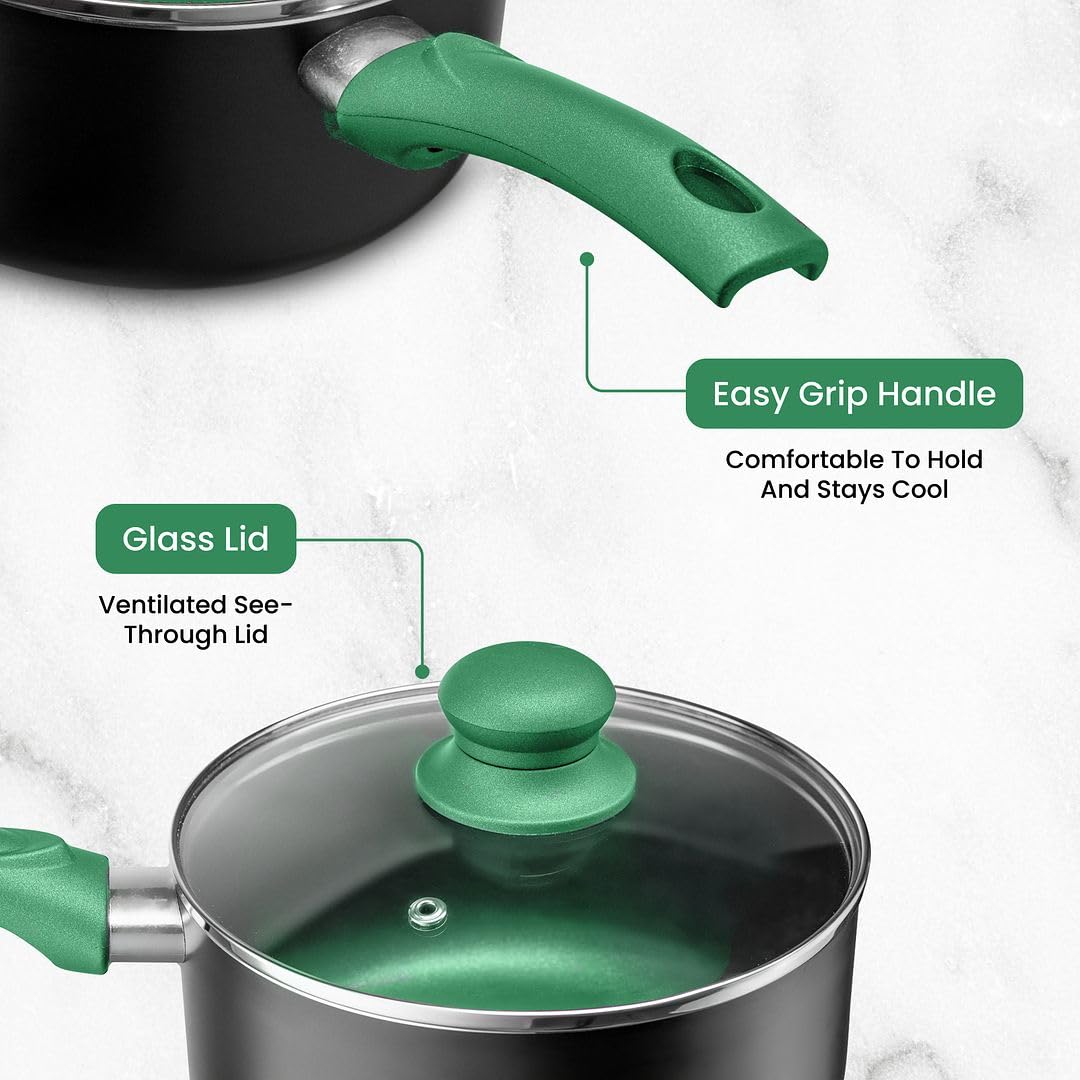 Easy Grip Handle
Comfortable To Hold
And Stays Cool
Glass Lid
Ventilated See-
Through Lid